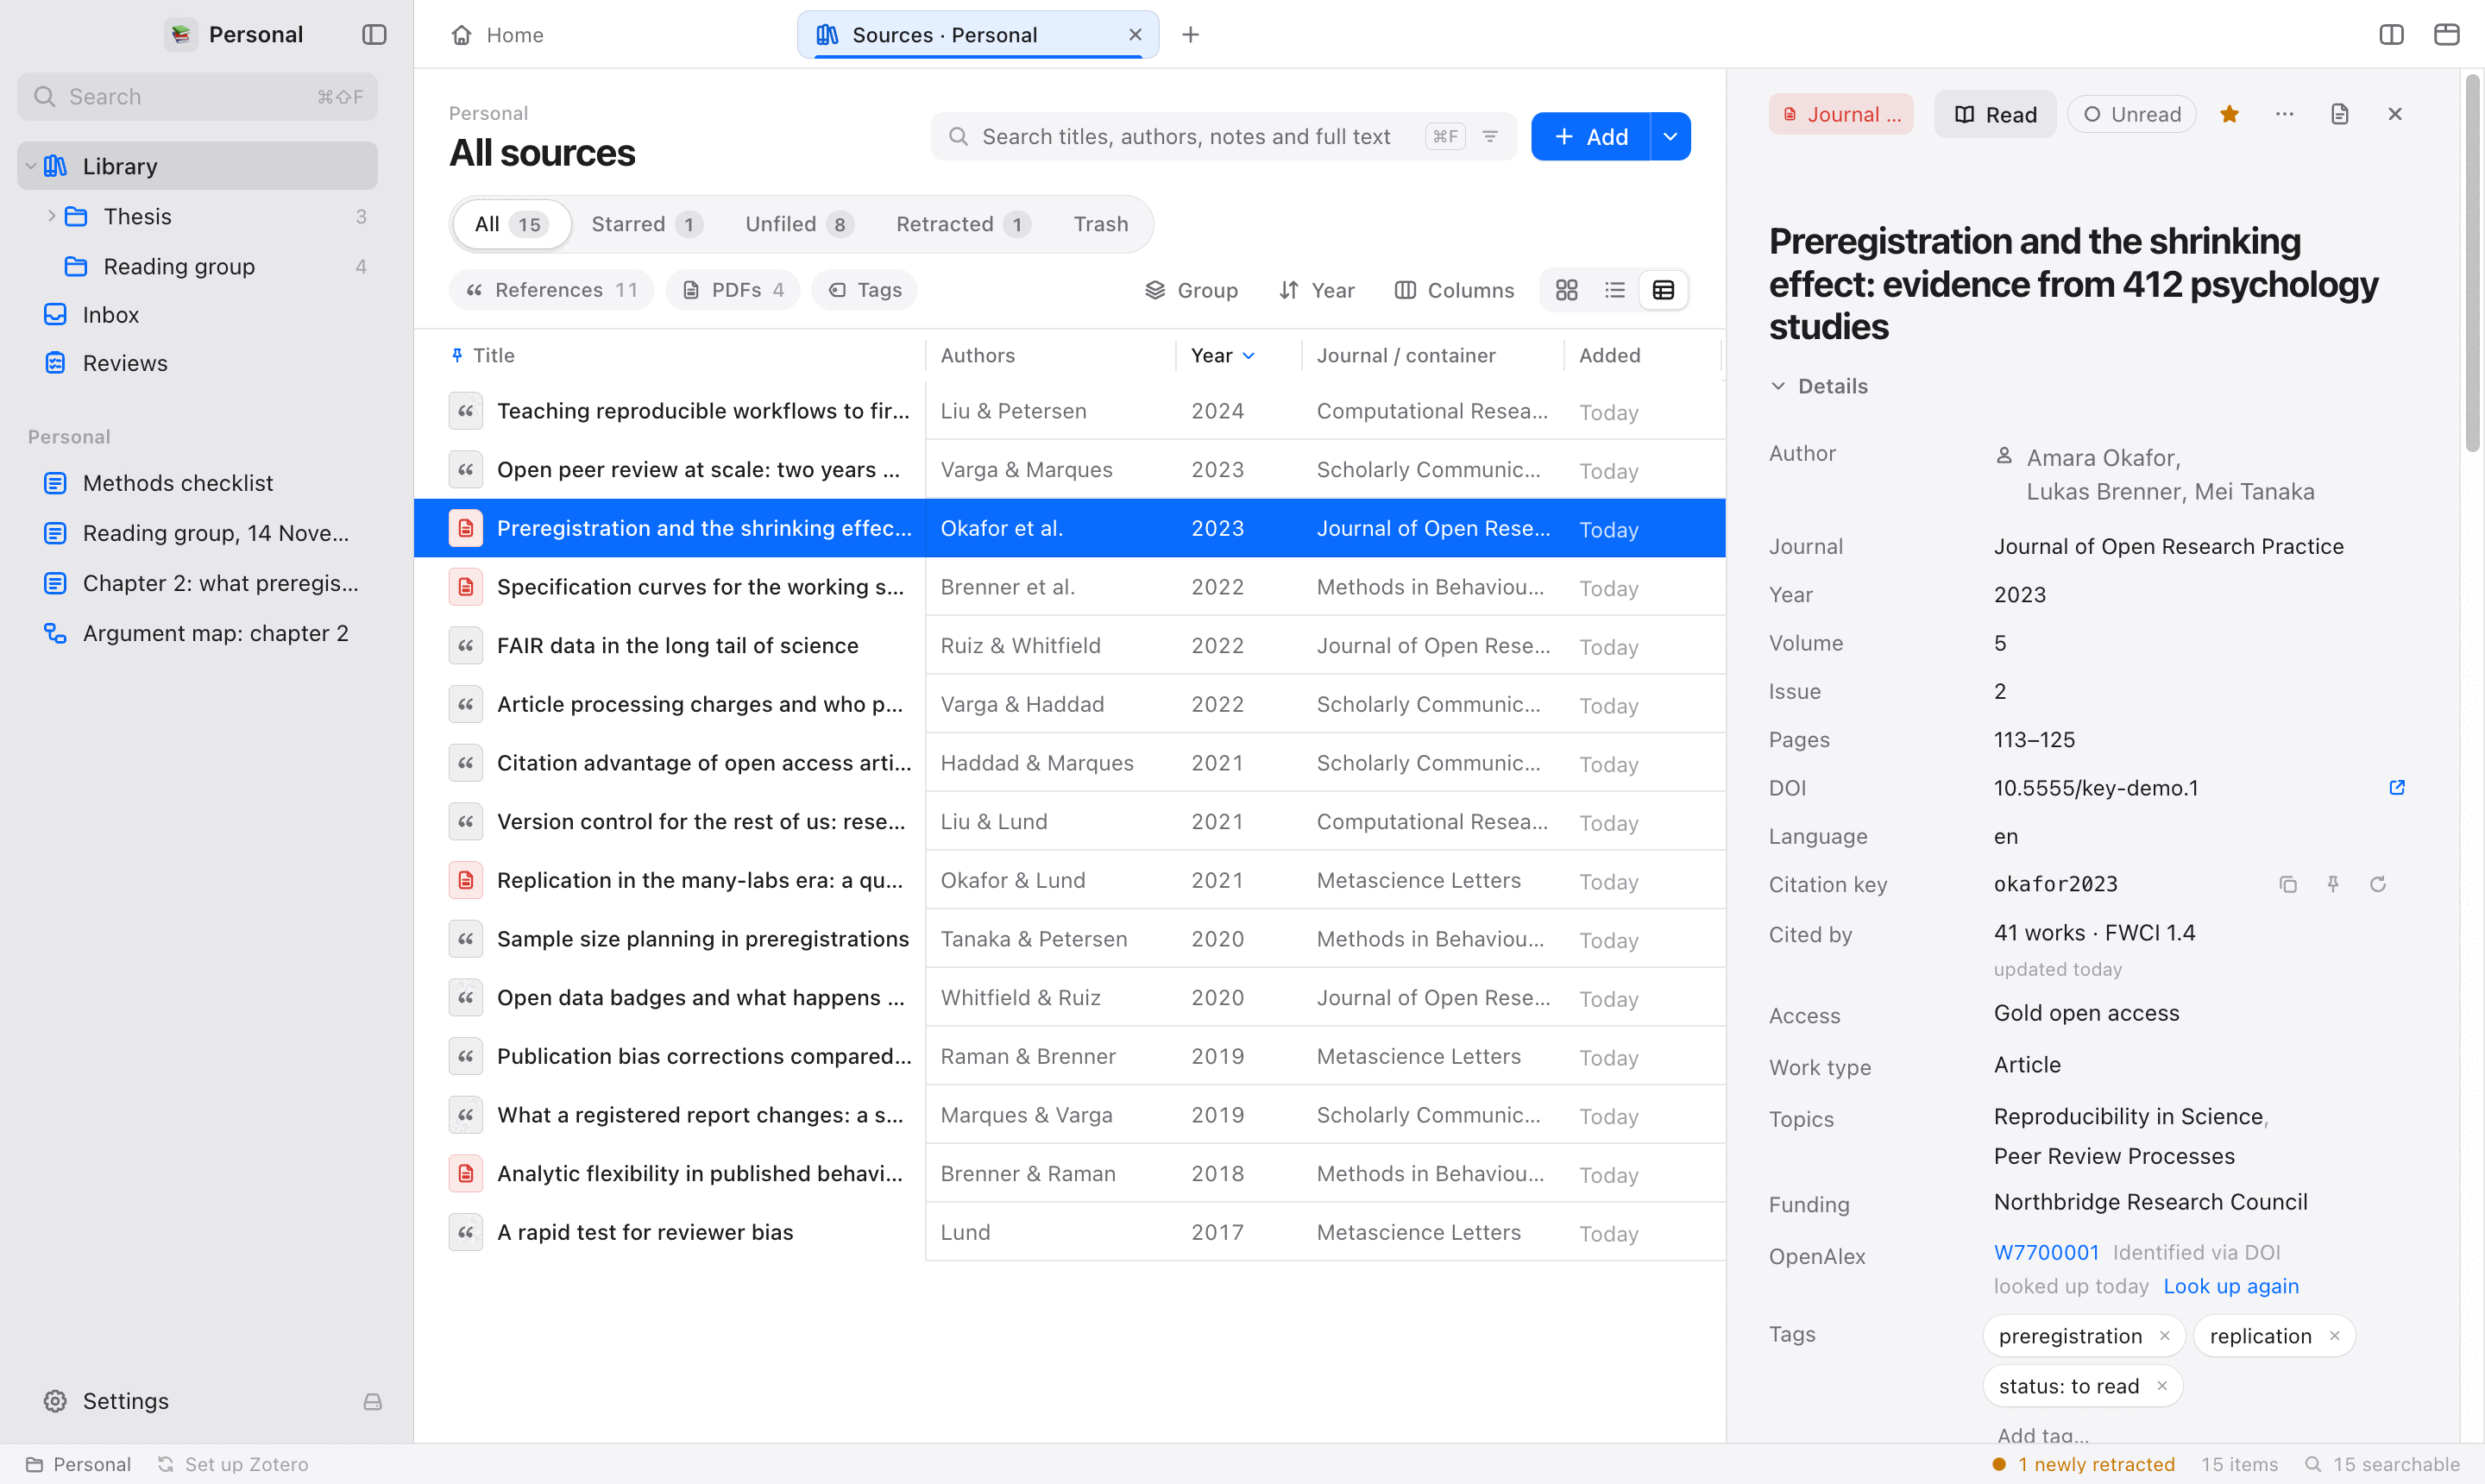 Personal
Search ⌘⇧F
Library
Thesis 3
Reading group 4
Inbox
Reviews
Personal
Methods checklist
Reading group, 14 Nove...
Chapter 2: what preregis...
Argument map: chapter 2
Settings
Home
Sources · Personal
Personal
All sources
Search titles, authors, notes and full text ⌘F
Add
All 15 Starred 1 Unfiled 8 Retracted 1 Trash
References 11 PDFs 4 Tags Group Year Columns
Title Authors Year Journal / container Added
Teaching reproducible workflows to fir... Liu & Petersen 2024 Computational Resea... Today
Open peer review at scale: two years ... Varga & Marques 2023 Scholarly Communic... Today
Preregistration and the shrinking effec... Okafor et al. 2023 Journal of Open Rese... Today
Specification curves for the working s... Brenner et al. 2022 Methods in Behaviou... Today
FAIR data in the long tail of science Ruiz & Whitfield 2022 Journal of Open Rese... Today
Article processing charges and who p... Varga & Haddad 2022 Scholarly Communic... Today
Citation advantage of open access arti... Haddad & Marques 2021 Scholarly Communic... Today
Version control for the rest of us: rese... Liu & Lund 2021 Computational Resea... Today
Replication in the many-labs era: a qu... Okafor & Lund 2021 Metascience Letters Today
Sample size planning in preregistrations Tanaka & Petersen 2020 Methods in Behaviou... Today
Open data badges and what happens ... Whitfield & Ruiz 2020 Journal of Open Rese... Today
Publication bias corrections compared... Raman & Brenner 2019 Metascience Letters Today
What a registered report changes: a s... Marques & Varga 2019 Scholarly Communic... Today
Analytic flexibility in published behavi... Brenner & Raman 2018 Methods in Behaviou... Today
A rapid test for reviewer bias Lund 2017 Metascience Letters Today
Journal ... Read Unread
Preregistration and the shrinking
effect: evidence from 412 psychology
studies
Details
Author Amara Okafor,
Lukas Brenner, Mei Tanaka
Journal Journal of Open Research Practice
Year 2023
Volume 5
Issue 2
Pages 113–125
DOI 10.5555/key-demo.1
Language en
Citation key okafor2023
Cited by 41 works · FWCI 1.4
updated today
Access Gold open access
Work type Article
Topics Reproducibility in Science,
Peer Review Processes
Funding Northbridge Research Council
OpenAlex W7700001 Identified via DOI
looked up today Look up again
Tags preregistration × replication ×
status: to read ×
Add tag...
Personal Set up Zotero 1 newly retracted 15 items 15 searchable